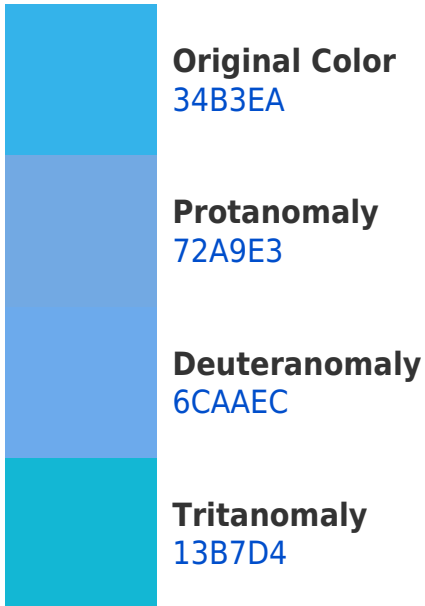 Original Color
34B3EA
Protanomaly
72A9E3
Deuteranomaly
6CAAEC
Tritanomaly
13B7D4